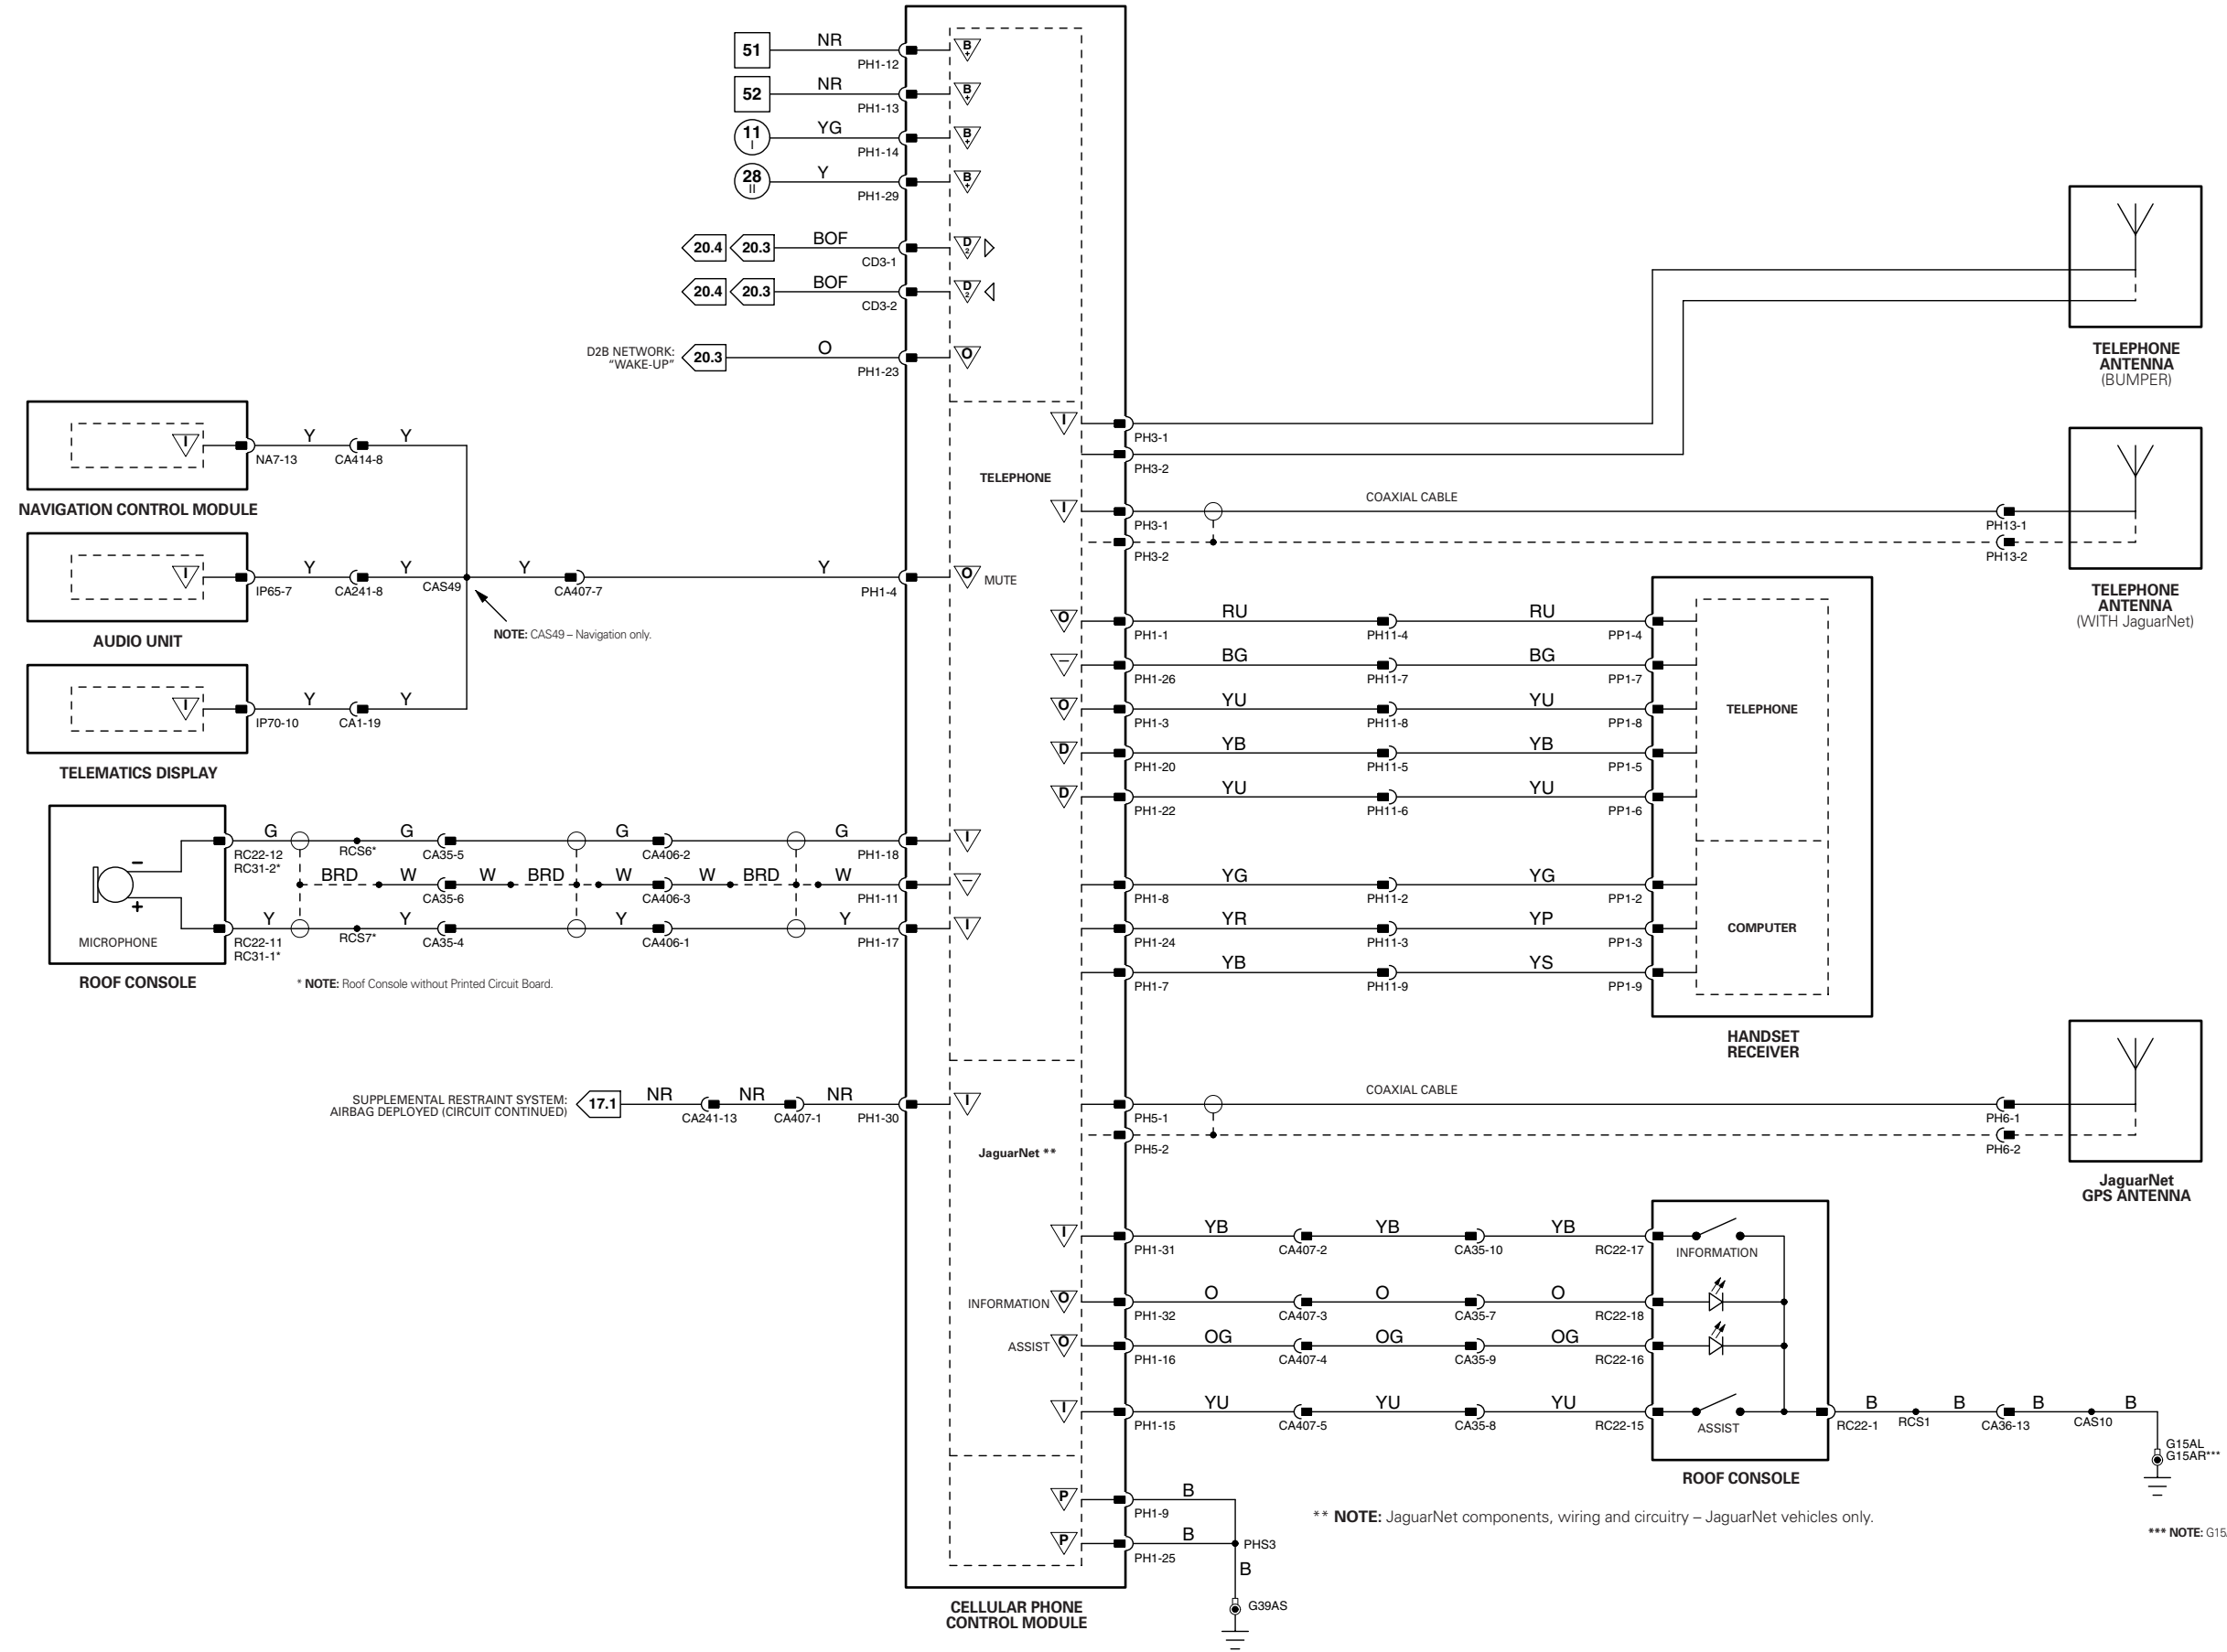 51 NR PH1-12 B+
52 NR PH1-13 B+
11 I YG PH1-14 B+
28 II Y PH1-29 B+
20.4 20.3 BOF CD3-1 D2
20.4 20.3 BOF CD3-2 D2
D2B NETWORK:
"WAKE-UP" 20.3 O PH1-23 O
NA7-13 Y CA414-8 Y I
NAVIGATION CONTROL MODULE
I IP65-7 Y CA241-8 Y CAS49 Y CA407-7 Y PH1-4 O MUTE
NOTE: CAS49 – Navigation only.
AUDIO UNIT
I IP70-10 Y CA1-19 Y
TELEMATICS DISPLAY
G RC22-12 RC31-2* RCS6* G CA35-5 G CA406-2 G PH1-18 I
BRD W CA35-6 W BRD W CA406-3 W BRD W PH1-11 –
Y RC22-11 RC31-1* RCS7* Y CA35-4 Y CA406-1 Y PH1-17 I
– +
MICROPHONE
ROOF CONSOLE
* NOTE: Roof Console without Printed Circuit Board.
SUPPLEMENTAL RESTRAINT SYSTEM:
AIRBAG DEPLOYED (CIRCUIT CONTINUED) 17.1 NR CA241-13 NR CA407-1 NR PH1-30 I
TELEPHONE
JaguarNet **
I PH3-1
PH3-2
TELEPHONE
ANTENNA
(BUMPER)
I PH3-1 COAXIAL CABLE PH13-1
PH3-2 PH13-2
TELEPHONE
ANTENNA
(WITH JaguarNet)
O PH1-1 RU PH11-4 RU PP1-4
– PH1-26 BG PH11-7 BG PP1-7
O PH1-3 YU PH11-8 YU PP1-8
TELEPHONE
D PH1-20 YB PH11-5 YB PP1-5
D PH1-22 YU PH11-6 YU PP1-6
PH1-8 YG PH11-2 YG PP1-2
PH1-24 YR PH11-3 YP PP1-3
COMPUTER
PH1-7 YB PH11-9 YS PP1-9
HANDSET
RECEIVER
PH5-1 COAXIAL CABLE PH6-1
PH5-2 PH6-2
JaguarNet
GPS ANTENNA
I PH1-31 YB CA407-2 YB CA35-10 YB RC22-17 INFORMATION
INFORMATION O PH1-32 O CA407-3 O CA35-7 O RC22-18
ASSIST O PH1-16 OG CA407-4 OG CA35-9 OG RC22-16
I PH1-15 YU CA407-5 YU CA35-8 YU RC22-15 ASSIST RC22-1 B RCS1 B CA36-13 B CAS10 B
G15AL
G15AR***
ROOF CONSOLE
P PH1-9 B
P PH1-25 B PHS3
B
G39AS
** NOTE: JaguarNet components, wiring and circuitry – JaguarNet vehicles only.
*** NOTE: G15
CELLULAR PHONE
CONTROL MODULE